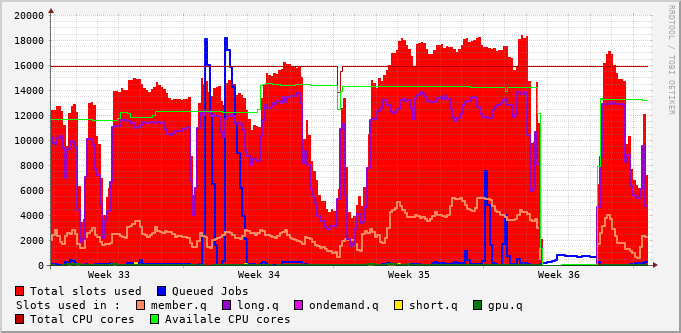 20000
18000
16000
14000
12000
10000
8000
6000
4000
2000
0
Week 33 Week 34 Week 35 Week 36
RRDTOOL / TOBI OETIKER
Total slots used Queued Jobs
Slots used in : member.q long.q ondemand.q short.q gpu.q
Total CPU cores Availale CPU cores